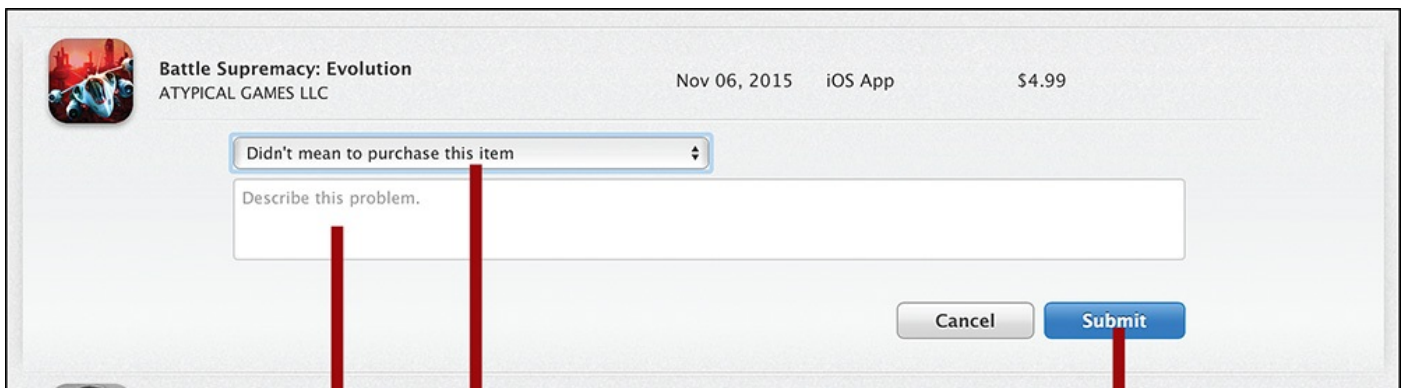 Battle Supremacy: Evolution
ATYPICAL GAMES LLC
Nov 06, 2015 iOS App $4.99
Didn't mean to purchase this item
Describe this problem.
Cancel Submit